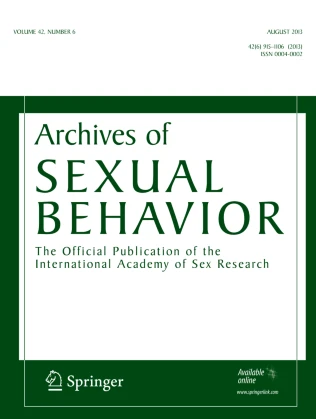 VOLUME 42, NUMBER 6
AUGUST 2013
42(6) 915–1106 (2013)
ISSN 0004-0002
Archives of
SEXUAL
BEHAVIOR
The Official Publication of the
International Academy of Sex Research
Springer
Available
online
www.springerlink.com